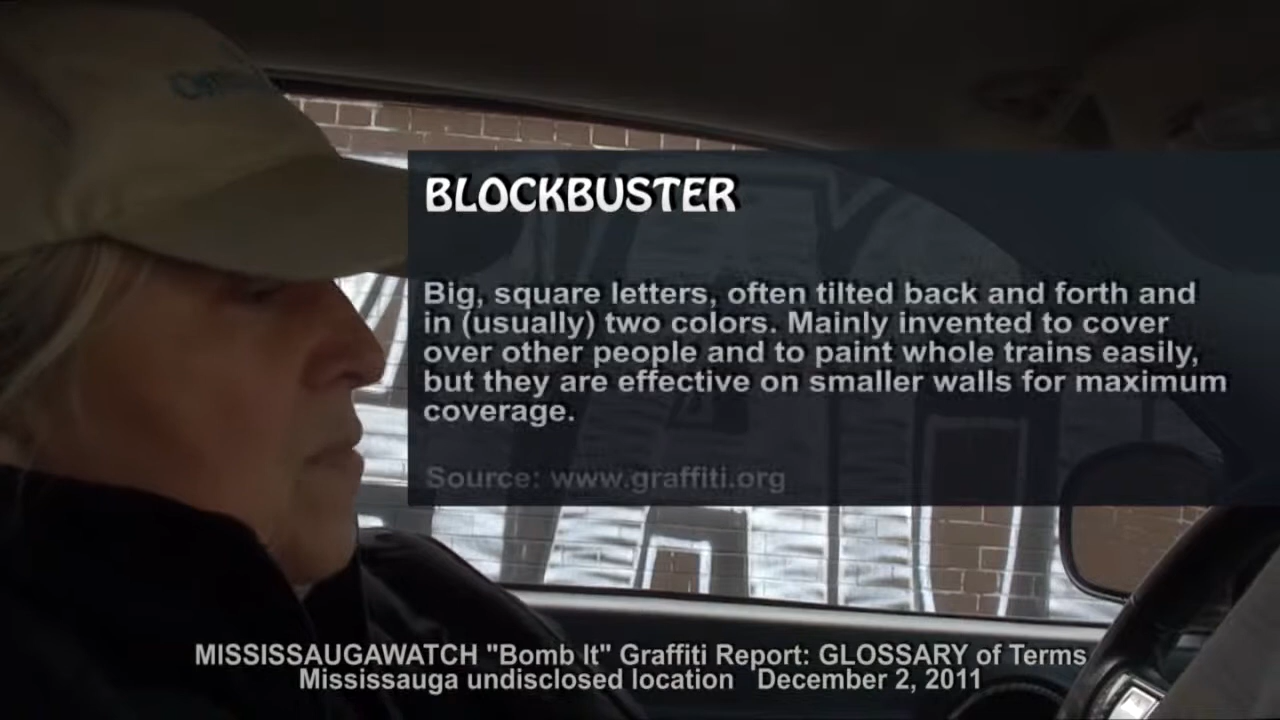 BLOCKBUSTER
Big, square letters, often tilted back and forth and
in (usually) two colors. Mainly invented to cover
over other people and to paint whole trains easily,
but they are effective on smaller walls for maximum
coverage.
Source: www.graffiti.org
MISSISSAUGAWATCH "Bomb It" Graffiti Report: GLOSSARY of Terms
Mississauga undisclosed location December 2, 2011